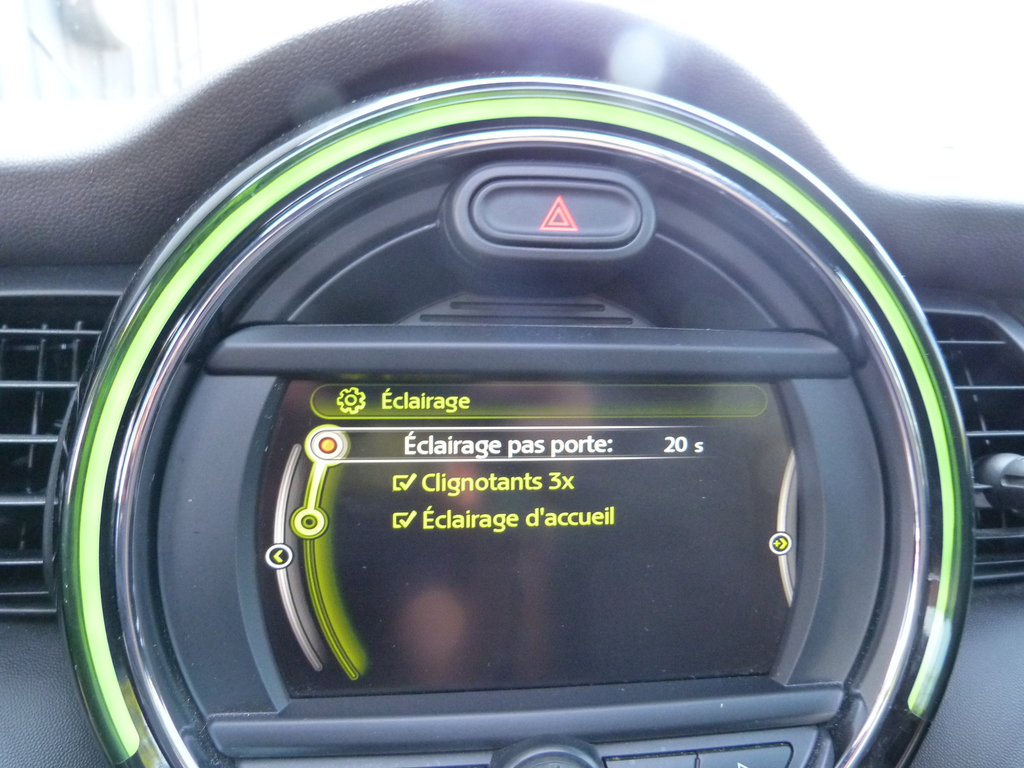 Éclairage
Éclairage pas porte: 20 s
Clignotants 3x
Éclairage d'accueil